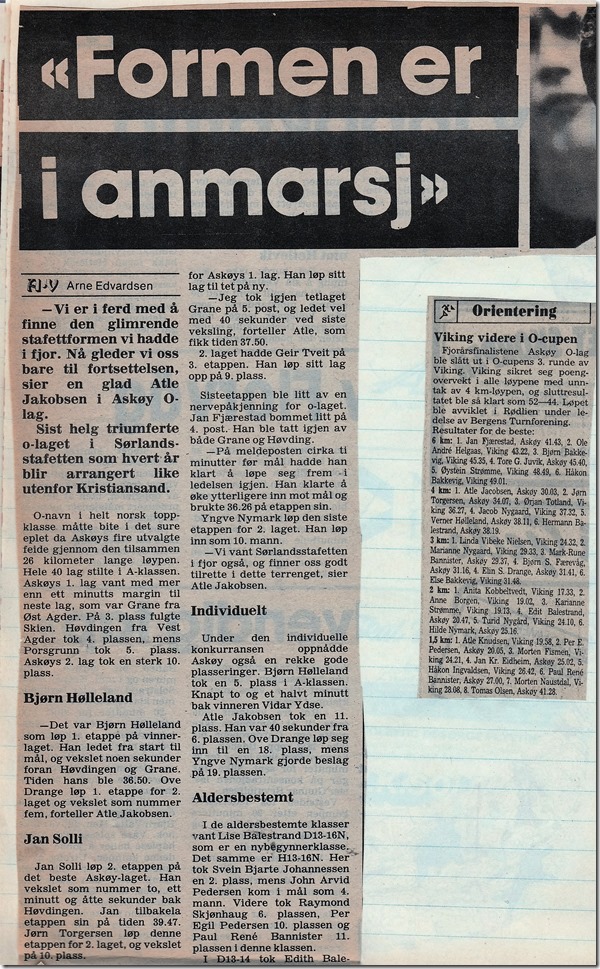 «Formen er
i anmarsj»
Arne Edvardsen
—Vi er i ferd med å
finne den glimrende
stafettformen vi hadde
i fjor. Nå gleder vi oss
bare til fortsettelsen,
sier en glad Atle
Jakobsen i Askøy O-
lag.
Sist helg triumferte
o-laget i Sørlands-
stafetten som hvert år
blir arrangert like
utenfor Kristiansand.
O-navn i helt norsk topp-
klasse måtte bite i det sure
eplet da Askøys fire utvalgte
feide gjennom den tilsammen
26 kilometer lange løypen.
Hele 40 lag stilte i A-klassen.
Askøys 1. lag vant med mer
enn ett minutts margin til
neste lag, som var Grane fra
Øst Agder. På 3. plass fulgte
Skien. Høvdingen fra Vest
Agder tok 4. plassen, mens
Porsgrunn tok 5. plass.
Askøys 2. lag tok en sterk 10.
plass.
Bjørn Hølleland
—Det var Bjørn Hølleland
som løp 1. etappe på vinner-
laget. Han ledet fra start til
mål, og vekslet noen sekunder
foran Høvdingen og Grane.
Tiden hans ble 36.50. Ove
Drange løp 1. etappe for 2.
laget og vekslet som nummer
fem, forteller Atle Jakobsen.
Jan Solli
Jan Solli løp 2. etappen på
det beste Askøy-laget. Han
vekslet som nummer to, ett
minutt og åtte sekunder bak
Høvdingen. Jan tilbakela
etappen sin på tiden 39.47.
Jørn Torgersen løp denne
etappen for 2. laget, og vekslet
på 10. plass.
for Askøys 1. lag. Han løp sitt
lag til tet på ny.
—Jeg tok igjen tetlaget
Grane på 5. post, og ledet vel
med 40 sekunder ved siste
veksling, forteller Atle, som
fikk tiden 37.50.
2. laget hadde Geir Tveit på
3. etappen. Han løp sitt lag
opp på 9. plass.
Sisteetappen ble litt av en
nervepåkjenning for o-laget.
Jan Fjærestad bommet litt på
4. post. Han ble tatt igjen av
både Grane og Høvding.
—På meldeposten cirka ti
minutter før mål hadde han
klart å løpe seg frem i
ledelsen igjen. Han klarte å
øke ytterligere inn mot mål og
brukte 36.26 på etappen sin.
Yngve Nymark løp den siste
etappen for 2. laget. Han løp
inn som 10. mann.
—Vi vant Sørlandsstafetten
i fjor også, og finner oss godt
tilrette i dette terrenget, sier
Atle Jakobsen.
Individuelt
Under den individuelle
konkurransen oppnådde
Askøy også en rekke gode
plasseringer. Bjørn Hølleland
tok en 5. plass i A-klassen.
Knapt to og et halvt minutt
bak vinneren Vidar Ydse.
Atle Jakobsen tok en 11.
plass. Han var 40 sekunder fra
6. plassen, Ove Drange løp seg
inn til en 18. plass, mens
Yngve Nymark gjorde beslag
på 19. plassen.
Aldersbestemt
I de aldersbestemte klasser
vant Lise Balestrand D13-16N,
som er en nybegynnerklasse.
Det samme er H13-16N. Her
tok Svein Bjarte Johannessen
en 2. plass, mens John Arvid
Pedersen kom i mål som 4.
mann. Videre tok Raymond
Skjønhaug 6. plassen, Per
Egil Pedersen 10. plassen og
Paul René Bannister 11.
plassen i denne klassen.
I D13-14 tok Edith Bale-
Orientering
Viking videre i O-cupen
Fjorårsfinalistene Askøy O-lag
ble slått ut i O-cupens 3. runde av
Viking. Viking sikret seg poeng-
overvekt i alle løypene med unn-
tak av 4 km-løypen, og sluttresul-
tatet ble så klart som 52—44. Løpet
ble avviklet i Rødlien under le-
delse av Bergens Turnforening.
Resultater for de beste:
6 km: 1. Jan Fjærestad, Askøy 41.43, 2. Ole
André Helgaas, Viking 43.22, 3. Bjørn Bakke-
vig, Viking 45.35, 4. Tore G. Juvik, Askøy 45.40,
5. Øystein Strømme, Viking 48.49, 6. Håkon
Bakkevig, Viking 49.01.
4 km: 1. Atle Jacobsen, Askøy 30.03, 2. Jørn
Torgersen, Askøy 34.07, 3. Ørjan Totland, Vi-
king 36.27, 4. Jacob Nygaard, Viking 37.32, 5.
Verner Hølleland, Askøy 38.11, 6. Hermann Ba-
lestrand, Askøy 38.19.
3 km: 1. Linda Vibeke Nielsen, Viking 24.22, 2.
Marianne Nygaard, Viking 29.33, 3. Mark-Rune
Bannister, Askøy 29.37, 4. Bjørn S. Færevåg,
Askøy 31.16, 4. Elin S. Drange, Askøy 31.41, 6.
Else Bakkevig, Viking 31.48.
2 km: 1. Anita Kobbeltvedt, Viking 17.33, 2.
Anne Borgen, Viking 19.02, 3. Karianne
Strømme, Viking 19.13, 4. Edit Balestrand,
Askøy 20.47, 5. Turid Nygård, Viking 24.10, 6.
Hilde Nymark, Askøy 25.16.
1,5 km: 1. Atle Knudsen, Viking 19.58, 2. Per E.
Pedersen, Askøy 20.05, 3. Morten Fismen, Vi-
king 24.21, 4. Jan Kr. Eidheim, Askøy 25.02, 5.
Håkon Ingvaldsen, Viking 26.42, 6. Paul René
Bannister, Askøy 27.00, 7. Morten Naustdal, Vi-
king 28.08, 8. Tomas Olsen, Askøy 41.28.